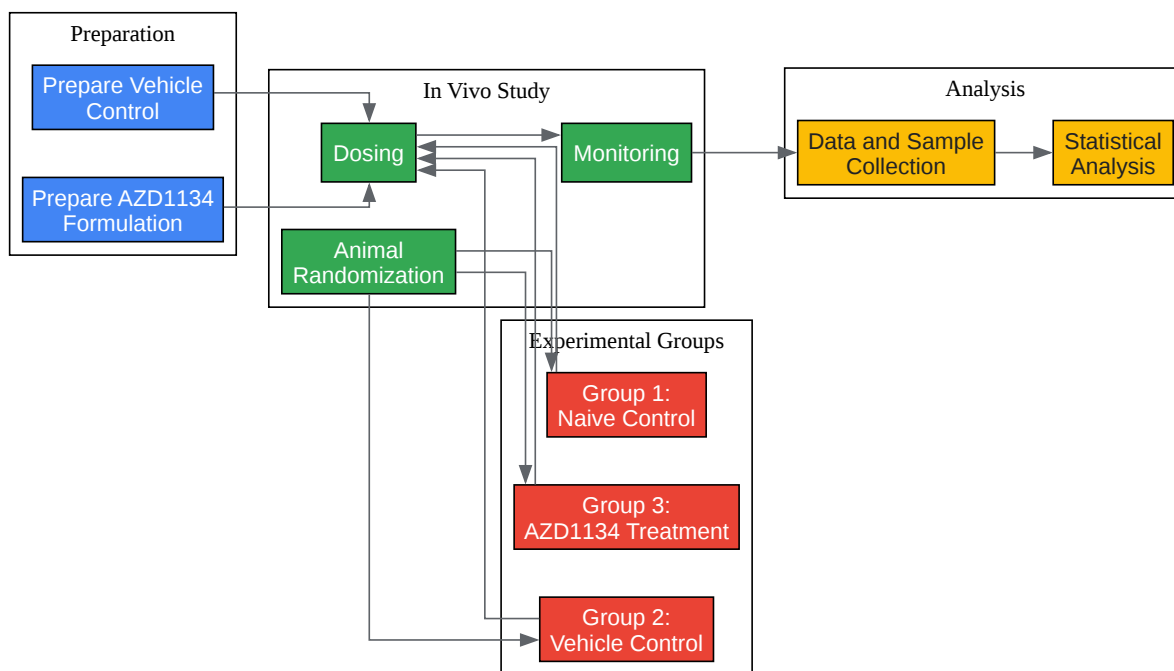 Preparation
Prepare Vehicle
Control
Prepare AZD1134
Formulation
In Vivo Study
Dosing
Monitoring
Animal
Randomization
Analysis
Data and Sample
Collection
Statistical
Analysis
Experimental Groups
Group 1:
Naive Control
Group 3:
AZD1134 Treatment
Group 2:
Vehicle Control